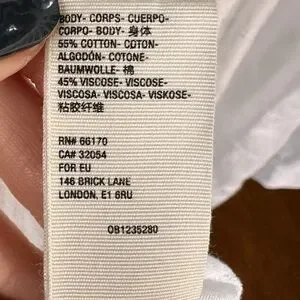 BODY- CORPS- CUERPO-
CORPO- BODY- 身体
55% COTTON- COTON-
ALGODÓN- COTONE-
BAUMWOLLE- 棉
45% VISCOSE- VISCOSE-
VISCOSA- VISCOSA- VISKOSE-
粘胶纤维
RN# 66170
CA# 32054
FOR EU
146 BRICK LANE
LONDON, E1 6RU
OB1235280